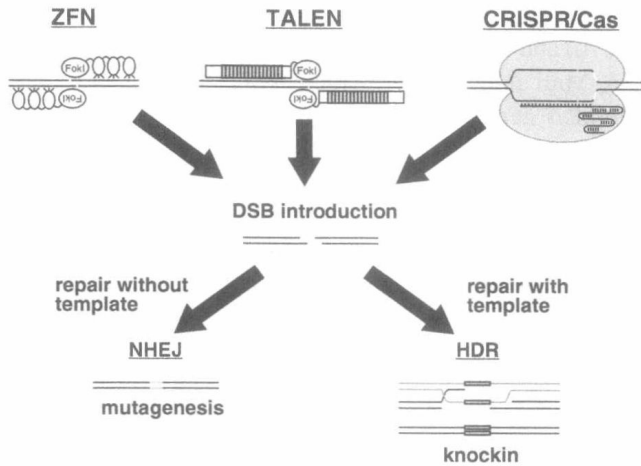 ZFN
TALEN
CRISPR/Cas
FokI
FokI
FokI
FokI
DSB introduction
repair without
template
repair with
template
NHEJ
HDR
mutagenesis
knockin